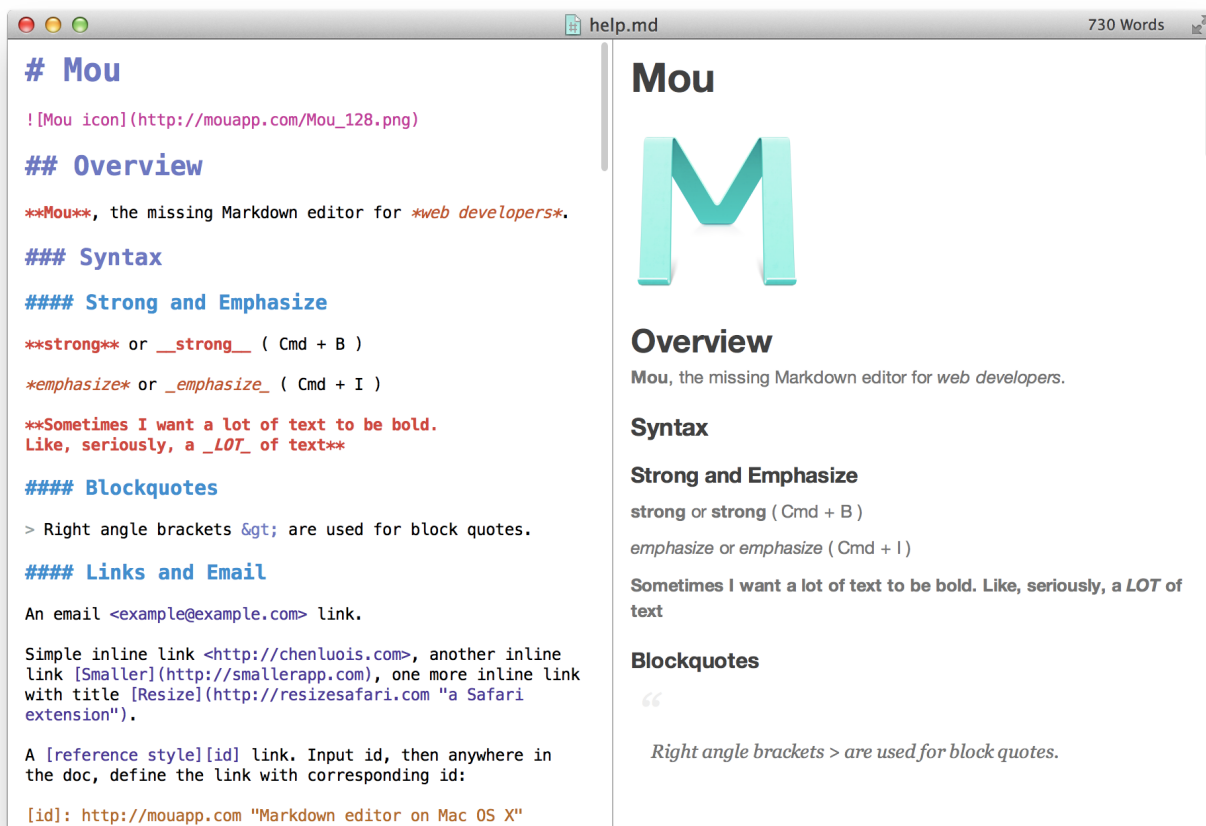 help.md
730 Words
# Mou
![Mou icon](http://mouapp.com/Mou_128.png)
## Overview
**Mou**, the missing Markdown editor for *web developers*.
### Syntax
#### Strong and Emphasize
**strong** or __strong__ ( Cmd + B )
*emphasize* or _emphasize_ ( Cmd + I )
**Sometimes I want a lot of text to be bold.
Like, seriously, a _LOT_ of text**
#### Blockquotes
> Right angle brackets &gt; are used for block quotes.
#### Links and Email
An email <example@example.com> link.
Simple inline link <http://chenluois.com>, another inline
link [Smaller](http://smallerapp.com), one more inline link
with title [Resize](http://resizesafari.com "a Safari
extension").
A [reference style][id] link. Input id, then anywhere in
the doc, define the link with corresponding id:
[id]: http://mouapp.com "Markdown editor on Mac OS X"
Mou
M
Overview
Mou, the missing Markdown editor for web developers.
Syntax
Strong and Emphasize
strong or strong ( Cmd + B )
emphasize or emphasize ( Cmd + I )
Sometimes I want a lot of text to be bold. Like, seriously, a LOT of
text
Blockquotes
“
Right angle brackets > are used for block quotes.